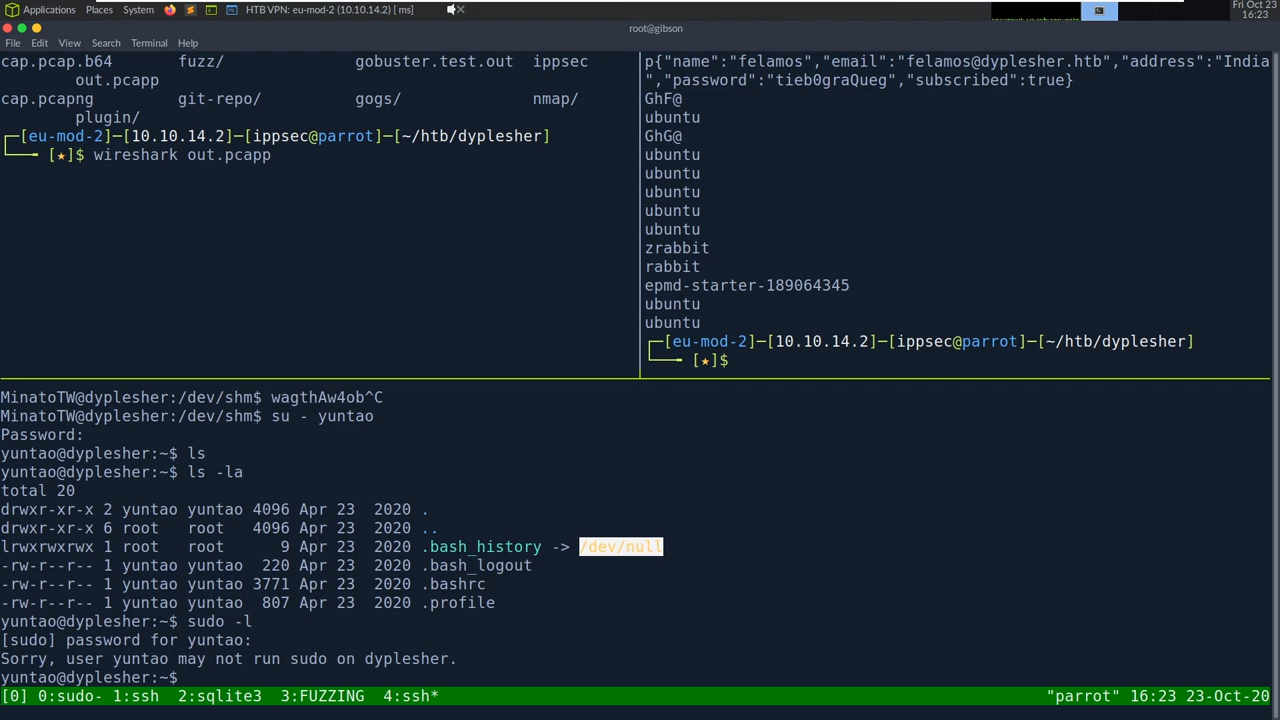 Applications Places System HTB VPN: eu-mod-2 (10.10.14.2) [ ms] Fri Oct 23
16:23
root@gibson
File Edit View Search Terminal Help
cap.pcap.b64 fuzz/ gobuster.test.out ippsec
out.pcapp
cap.pcapng git-repo/ gogs/ nmap/
plugin/
┌─[eu-mod-2]─[10.10.14.2]─[ippsec@parrot]─[~/htb/dyplesher]
└──╼ [★]$ wireshark out.pcapp
p{"name":"felamos","email":"felamos@dyplesher.htb","address":"India
","password":"tieb0graQueg","subscribed":true}
GhF@
ubuntu
GhG@
ubuntu
ubuntu
ubuntu
ubuntu
ubuntu
zrabbit
rabbit
epmd-starter-189064345
ubuntu
ubuntu
┌─[eu-mod-2]─[10.10.14.2]─[ippsec@parrot]─[~/htb/dyplesher]
└──╼ [★]$
MinatoTW@dyplesher:/dev/shm$ wagthAw4ob^C
MinatoTW@dyplesher:/dev/shm$ su - yuntao
Password:
yuntao@dyplesher:~$ ls
yuntao@dyplesher:~$ ls -la
total 20
drwxr-xr-x 2 yuntao yuntao 4096 Apr 23 2020 .
drwxr-xr-x 6 root root 4096 Apr 23 2020 ..
lrwxrwxrwx 1 root root 9 Apr 23 2020 .bash_history -> /dev/null
-rw-r--r-- 1 yuntao yuntao 220 Apr 23 2020 .bash_logout
-rw-r--r-- 1 yuntao yuntao 3771 Apr 23 2020 .bashrc
-rw-r--r-- 1 yuntao yuntao 807 Apr 23 2020 .profile
yuntao@dyplesher:~$ sudo -l
[sudo] password for yuntao:
Sorry, user yuntao may not run sudo on dyplesher.
yuntao@dyplesher:~$
[0] 0:sudo- 1:ssh 2:sqlite3 3:FUZZING 4:ssh* "parrot" 16:23 23-Oct-20